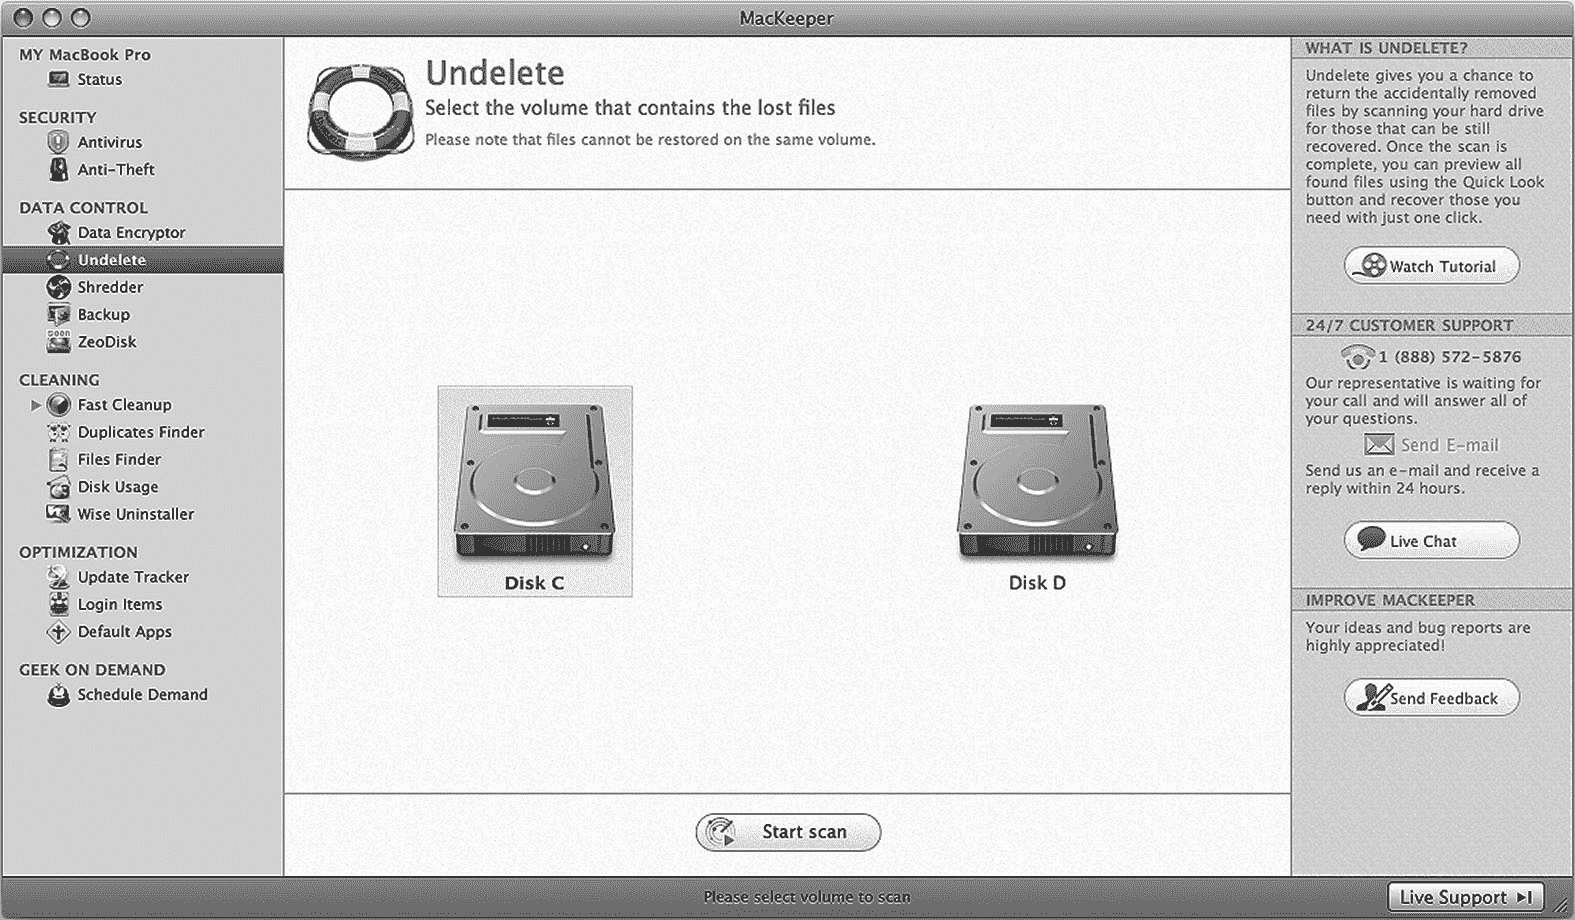 MacKeeper
MY MacBook Pro
Status
SECURITY
Antivirus
Anti-Theft
DATA CONTROL
Data Encryptor
Undelete
Shredder
Backup
SOON
ZeoDisk
CLEANING
Fast Cleanup
Duplicates Finder
Files Finder
Disk Usage
Wise Uninstaller
OPTIMIZATION
Update Tracker
Login Items
Default Apps
GEEK ON DEMAND
Schedule Demand
Undelete
Select the volume that contains the lost files
Please note that files cannot be restored on the same volume.
Disk C
Disk D
Start scan
WHAT IS UNDELETE?
Undelete gives you a chance to
return the accidentally removed
files by scanning your hard drive
for those that can be still
recovered. Once the scan is
complete, you can preview all
found files using the Quick Look
button and recover those you
need with just one click.
Watch Tutorial
24/7 CUSTOMER SUPPORT
1 (888) 572-5876
Our representative is waiting for
your call and will answer all of
your questions.
Send E-mail
Send us an e-mail and receive a
reply within 24 hours.
Live Chat
IMPROVE MACKEEPER
Your ideas and bug reports are
highly appreciated!
Send Feedback
Please select volume to scan
Live Support